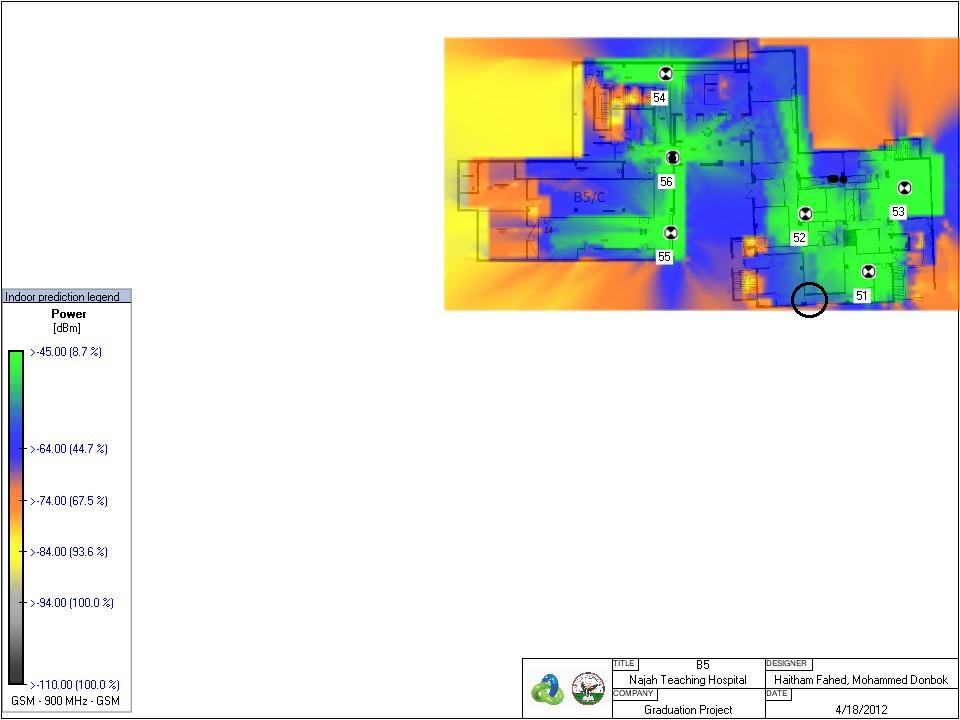 54
56
B5/C
53
52
55
51
Indoor prediction legend
Power
[dBm]
>-45.00 (8.7 %)
>-64.00 (44.7 %)
>-74.00 (67.5 %)
>-84.00 (93.6 %)
>-94.00 (100.0 %)
>-110.00 (100.0 %)
GSM - 900 MHz - GSM
TITLE
B5
Najah Teaching Hospital
DESIGNER
Haitham Fahed, Mohammed Donbok
COMPANY
Graduation Project
DATE
4/18/2012